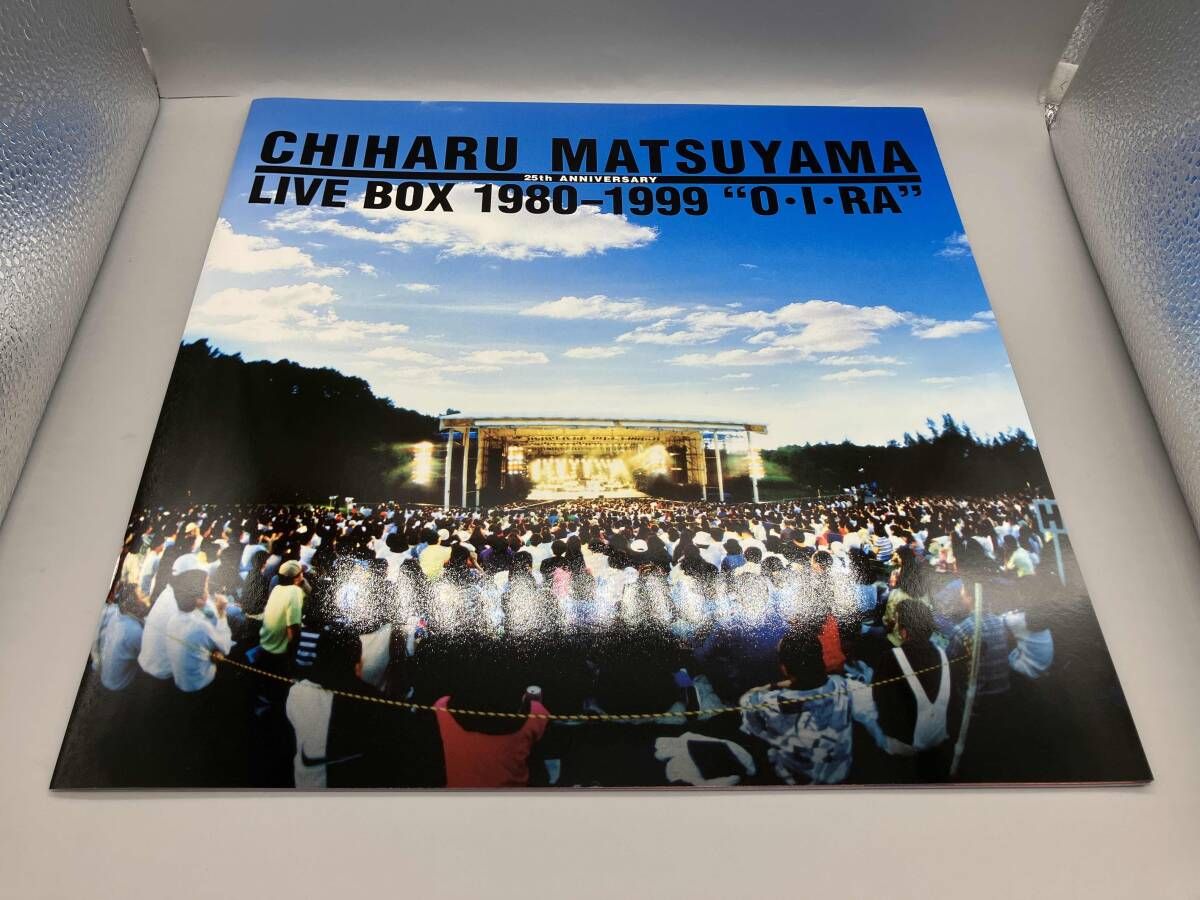 CHIHARU MATSUYAMA
25th ANNIVERSARY
LIVE BOX 1980-1999 “O・I・RA”